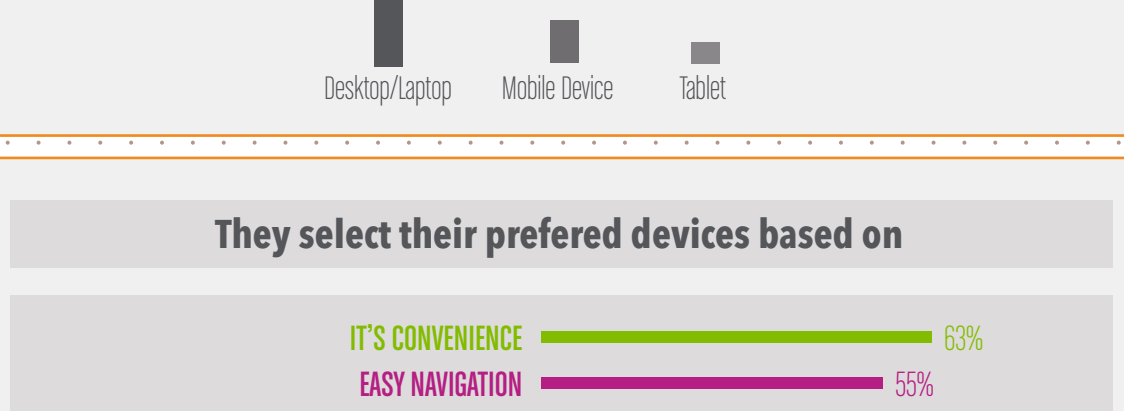 Desktop/Laptop Mobile Device Tablet
They select their prefered devices based on
IT'S CONVENIENCE 63%
EASY NAVIGATION 55%